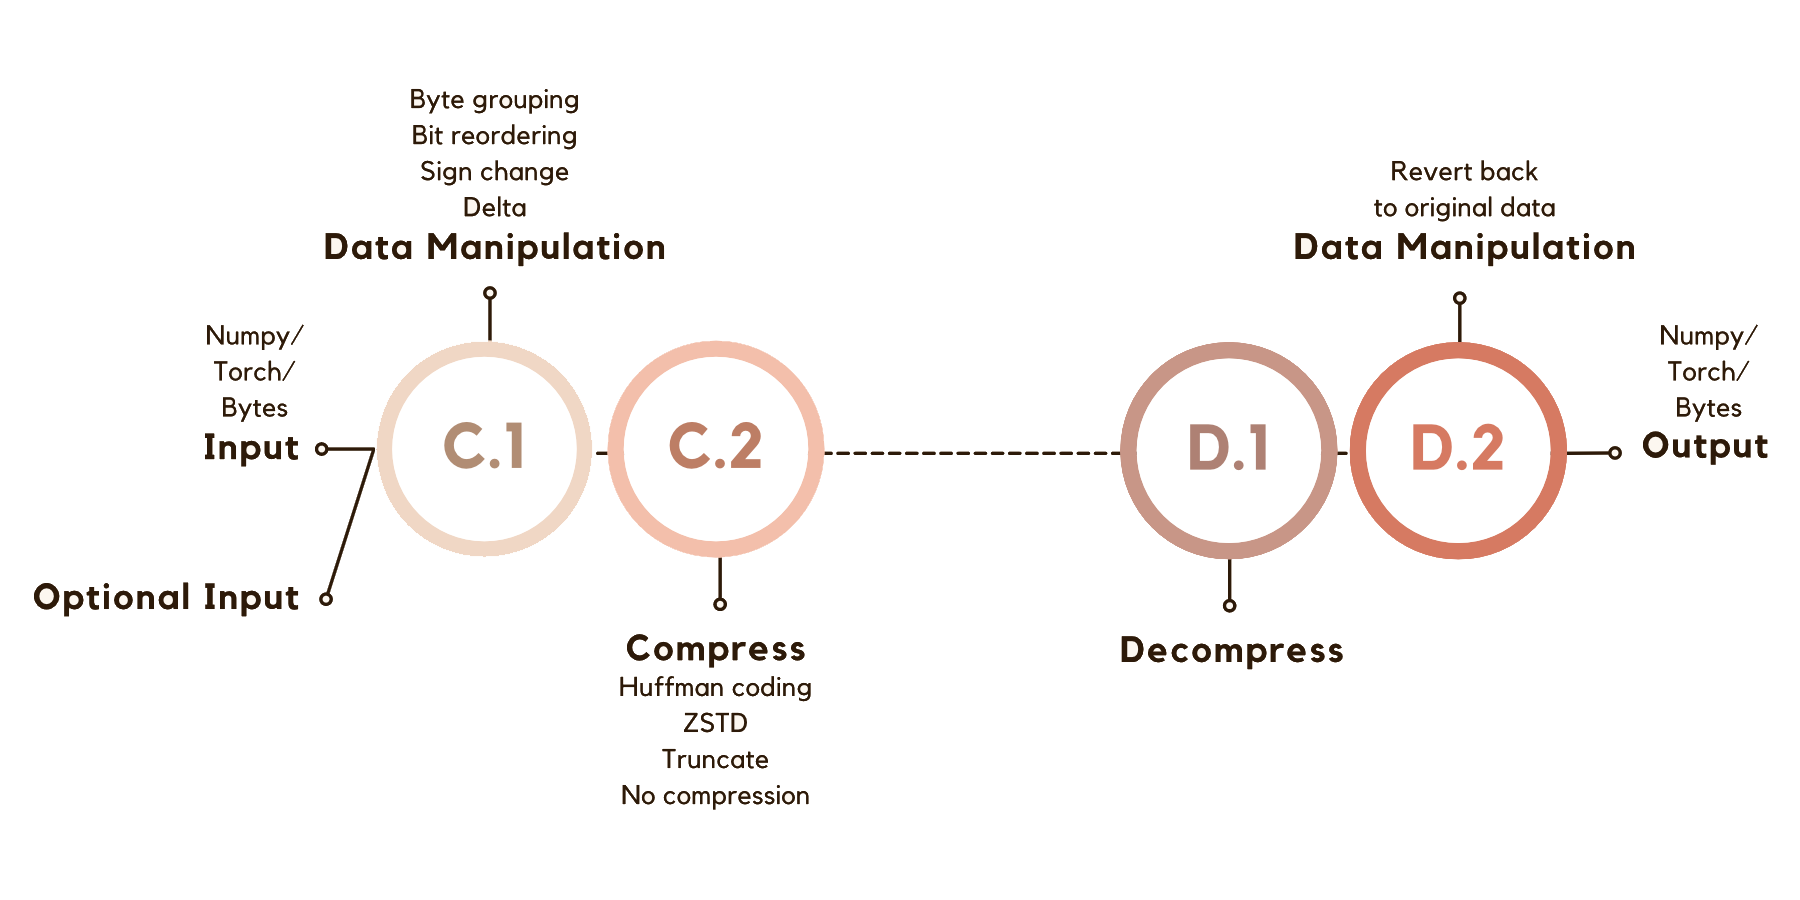 Byte grouping
Bit reordering
Sign change
Delta
Data Manipulation
Numpy/
Torch/
Bytes
Input
Optional Input
C.1
C.2
Compress
Huffman coding
ZSTD
Truncate
No compression
D.1
Decompress
Revert back
to original data
Data Manipulation
D.2
Numpy/
Torch/
Bytes
Output